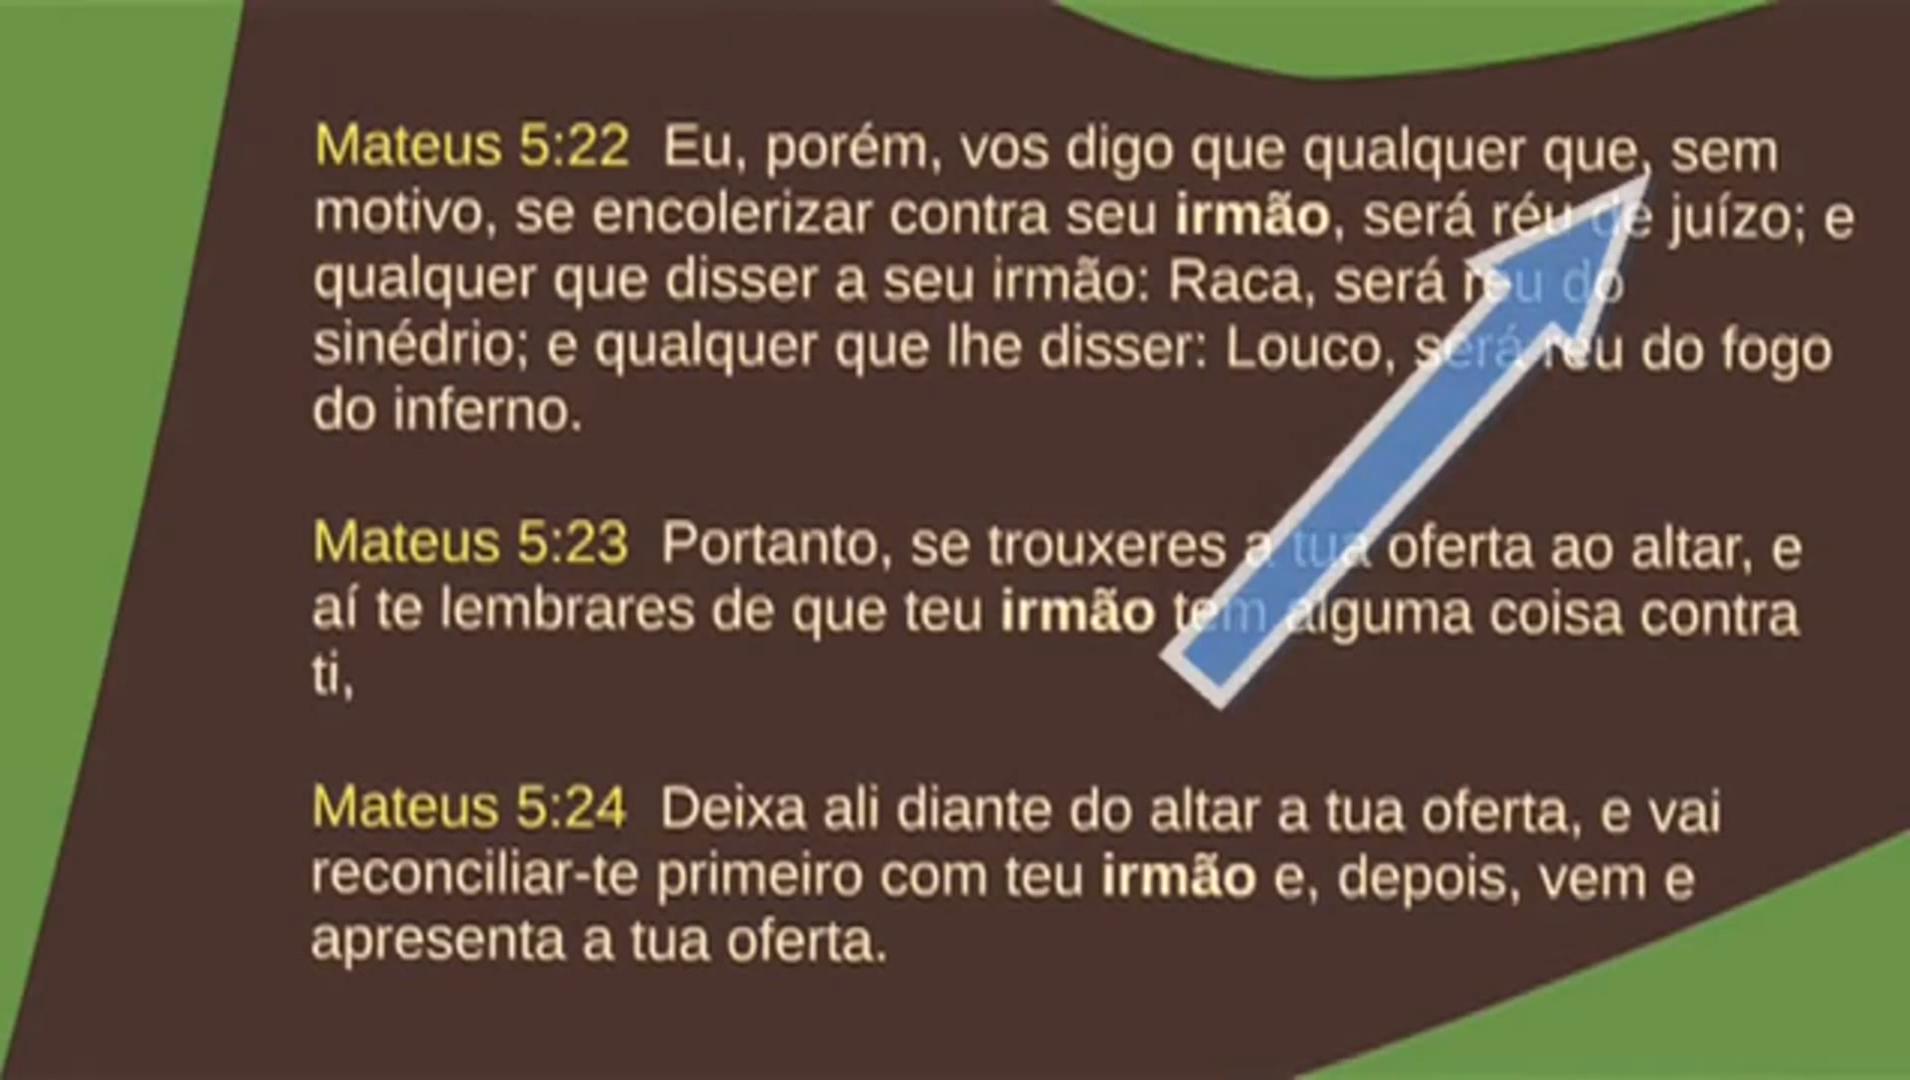 Mateus 5:22 Eu, porém, vos digo que qualquer que, sem
motivo, se encolerizar contra seu irmão, será réu de juízo; e
qualquer que disser a seu irmão: Raca, será réu do
sinédrio; e qualquer que lhe disser: Louco, será réu do fogo
do inferno.
Mateus 5:23 Portanto, se trouxeres a tua oferta ao altar, e
aí te lembrares de que teu irmão tem alguma coisa contra
ti,
Mateus 5:24 Deixa ali diante do altar a tua oferta, e vai
reconciliar-te primeiro com teu irmão e, depois, vem e
apresenta a tua oferta.